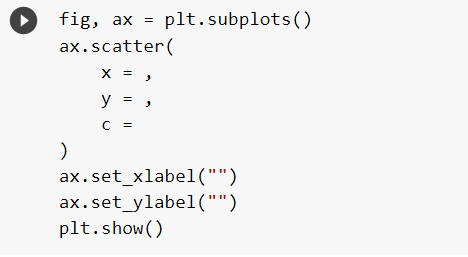 fig, ax = plt.subplots()
ax.scatter(
    x = ,
    y = ,
    c =
)
ax.set_xlabel("")
ax.set_ylabel("")
plt.show()